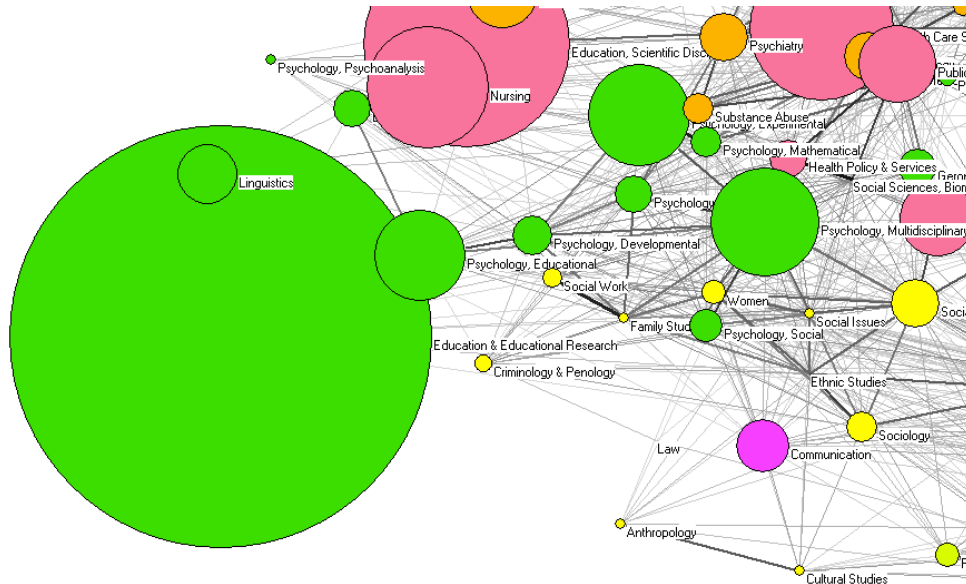 Psychiatry
Education, Scientific Disc
Psychology, Psychoanalysis
Public
Nursing
Substance Abuse
Psychology, Experimental
Psychology, Mathematical
Health Policy & Services
Linguistics
Social Sciences, Biom
Psychology
Psychology, Multidisciplinary
Psychology, Developmental
Psychology, Educational
Social Work
Women
Family Stud
Social Issues
Psychology, Social
Education & Educational Research
Criminology & Penology
Ethnic Studies
Sociology
Law
Communication
Anthropology
Cultural Studies